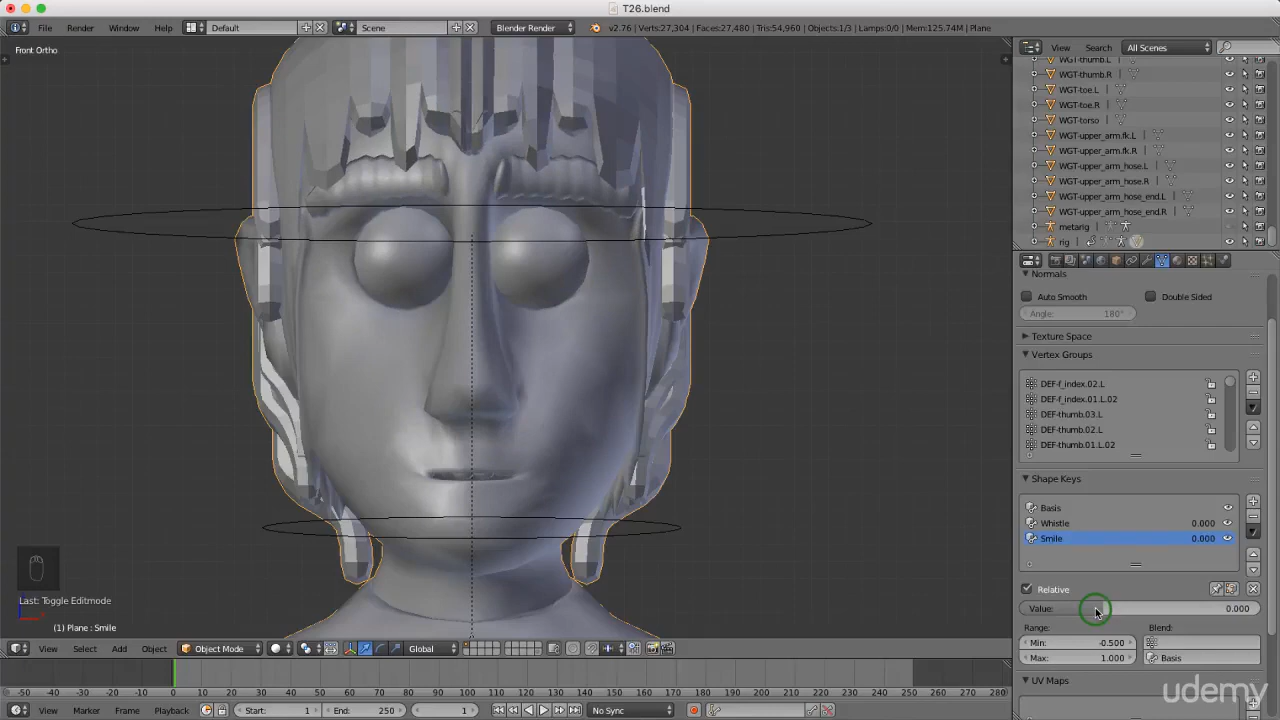 T26.blend
File Render Window Help Default Scene Blender Render v2.76 | Verts:27,304 | Faces:27,480 | Tris:54,960 | Objects:1/3 | Lamps:0/0 | Mem:125.74M | Plane
View Search All Scenes
Front Ortho
WGT-thumb.L
WGT-thumb.R
WGT-toe.L
WGT-toe.R
WGT-torso
WGT-upper_arm.fk.L
WGT-upper_arm.fk.R
WGT-upper_arm_hose.L
WGT-upper_arm_hose.R
WGT-upper_arm_hose_end.L
WGT-upper_arm_hose_end.R
metarig
rig
Normals
Auto Smooth Double Sided
Angle: 180°
Texture Space
Vertex Groups
DEF-f_index.02.L
DEF-f_index.01.L.02
DEF-thumb.03.L
DEF-thumb.02.L
DEF-thumb.01.L.02
Shape Keys
Basis
Whistle 0.000
Smile 0.000
Relative
Value: 0.000
Range: Blend:
Min: -0.500
Max: 1.000 Basis
UV Maps
Last: Toggle Editmode
(1) Plane : Smile
View Select Add Object Object Mode Global
-50 -40 -30 -20 -10 0 10 20 30 40 50 60 70 80 90 100 110 120 130 140 150 160 170 180 190 200 210 220 230 240 250 260 270 280
View Marker Frame Playback Start: 1 End: 250 1 No Sync
udemy